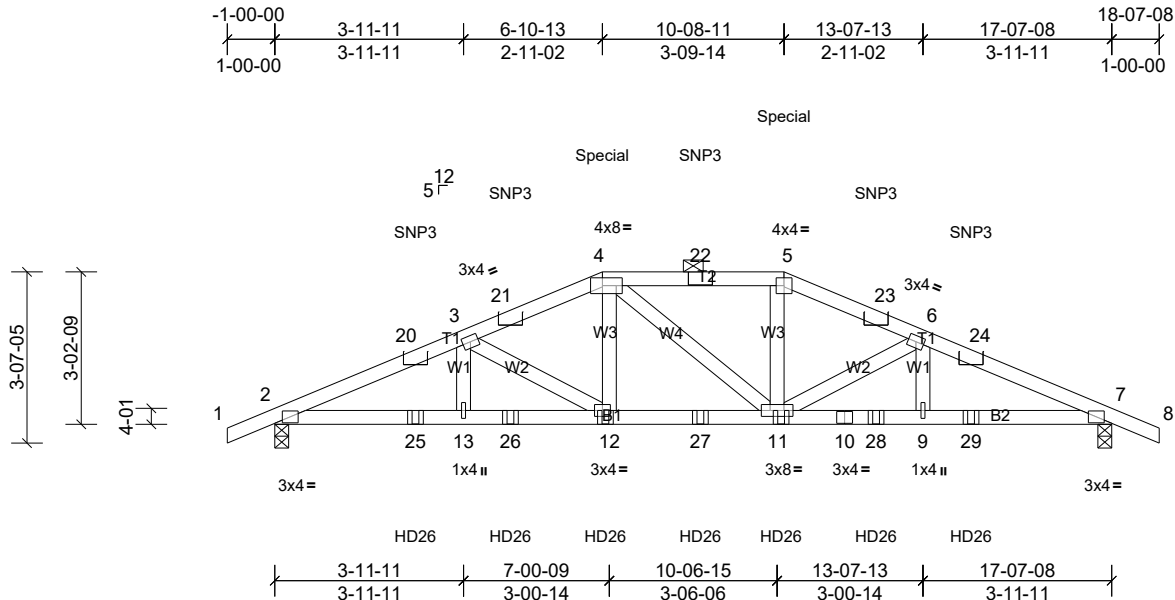 -1-00-00 3-11-11 6-10-13 10-08-11 13-07-13 17-07-08 18-07-08
1-00-00 3-11-11 2-11-02 3-09-14 2-11-02 3-11-11 1-00-00
Special
Special SNP3
12
5 SNP3 SNP3
SNP3 SNP3
4x8= 4x4=
4 22 5
T2
3x4= 3x4=
21 23
3 6
20 T1 T1 24
W3 W4 W3
W1 W2 W2 W1
3-07-05
3-02-09
4-01
2 7
1 8
B1 B2
25 13 26 12 27 11 10 28 9 29
1x4 II 3x4= 3x8= 3x4= 1x4 II
3x4= 3x4=
HD26 HD26 HD26 HD26 HD26 HD26 HD26
3-11-11 7-00-09 10-06-15 13-07-13 17-07-08
3-11-11 3-00-14 3-06-06 3-00-14 3-11-11